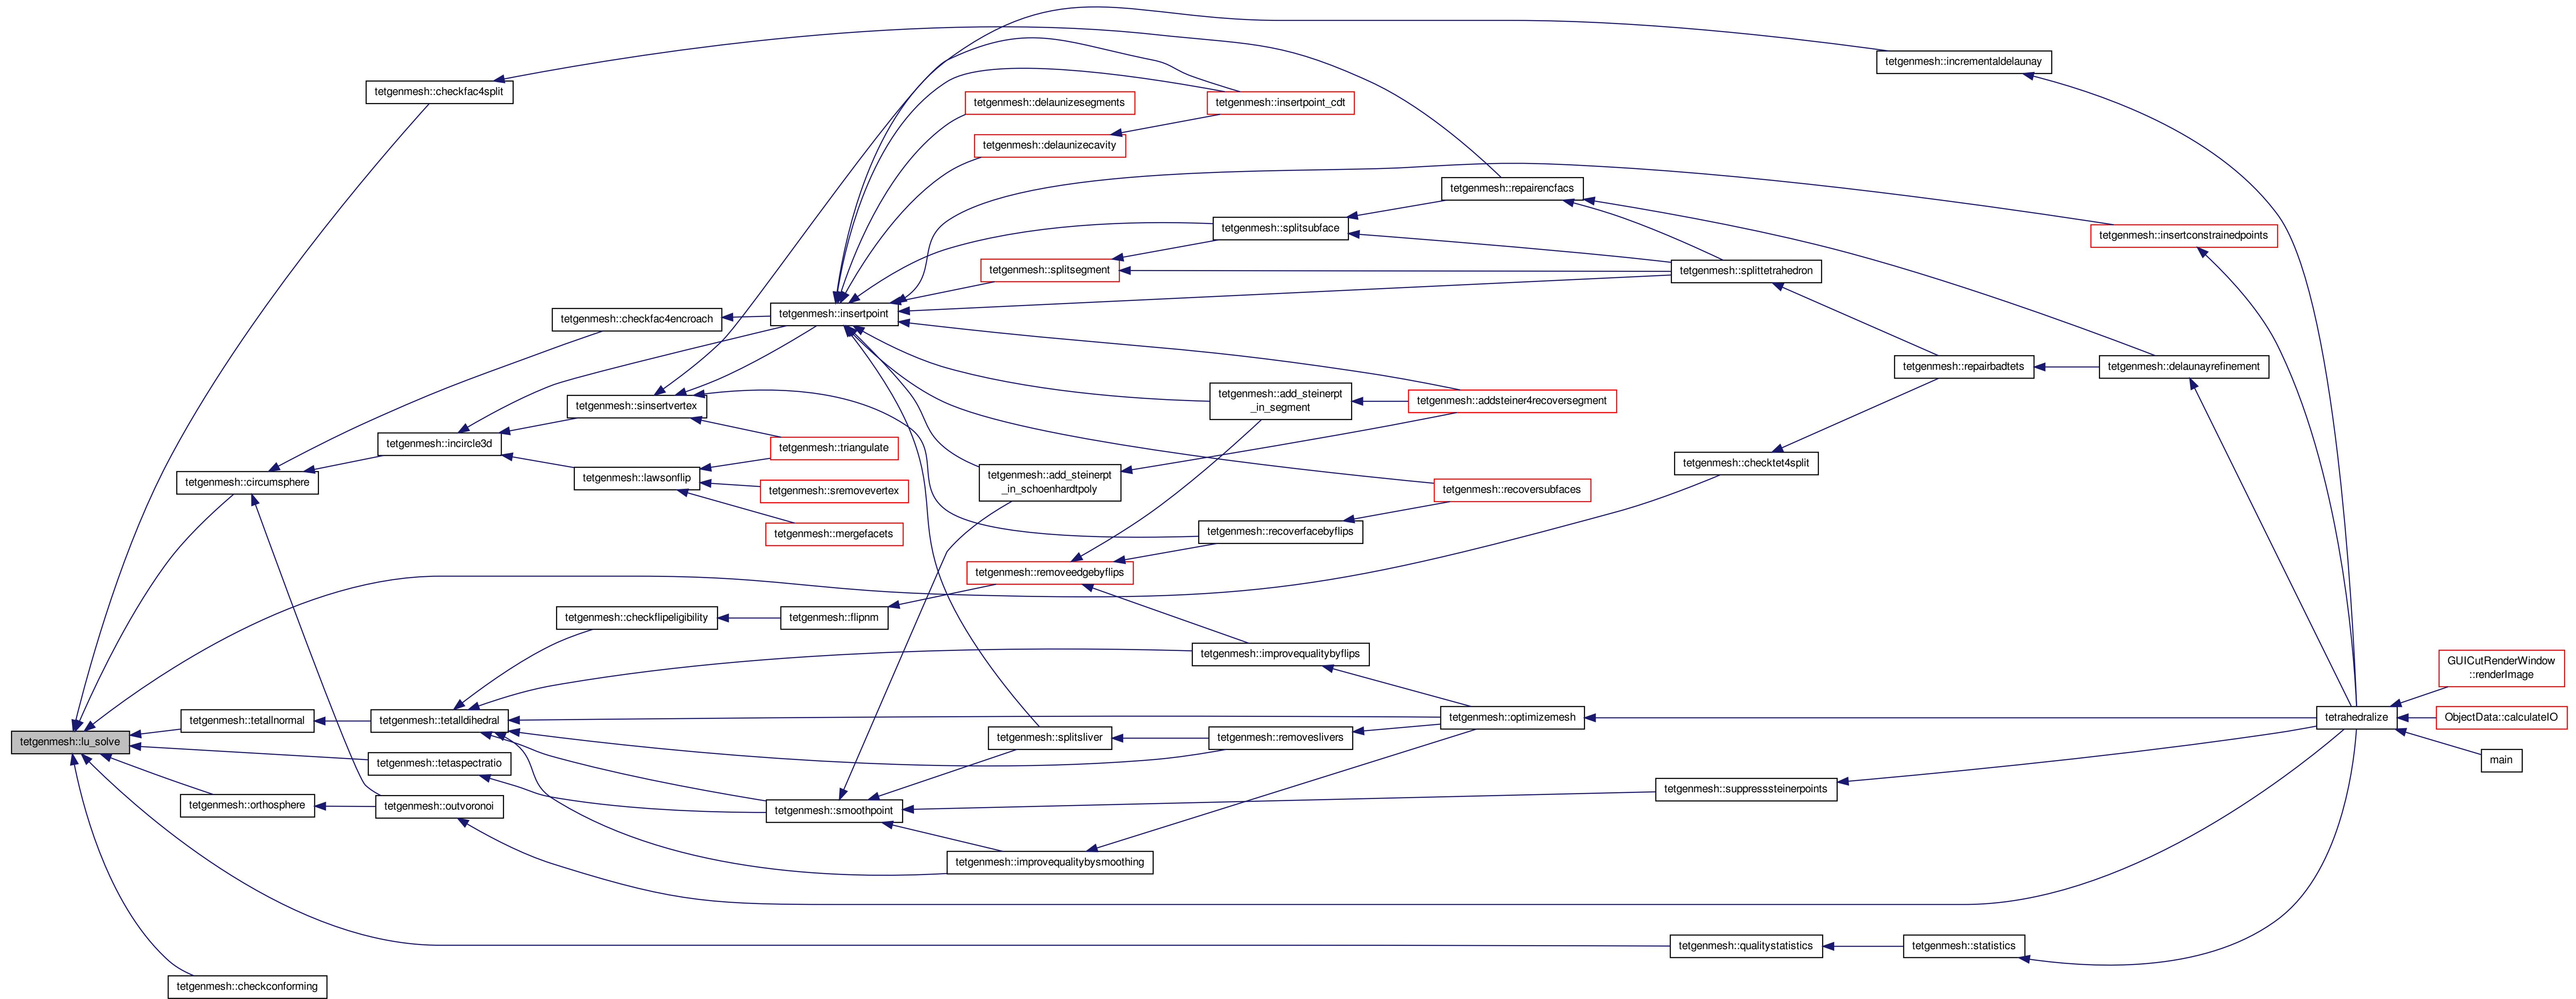 tetgenmesh::lu_solve
tetgenmesh::checkfac4split
tetgenmesh::circumsphere
tetgenmesh::tetallnormal
tetgenmesh::orthosphere
tetgenmesh::checkconforming
tetgenmesh::incircle3d
tetgenmesh::tetalldihedral
tetgenmesh::tetaspectratio
tetgenmesh::outvoronoi
tetgenmesh::checkfac4encroach
tetgenmesh::sinsertvertex
tetgenmesh::lawsonflip
tetgenmesh::checkflipeligibility
tetgenmesh::insertpoint
tetgenmesh::triangulate
tetgenmesh::sremovevertex
tetgenmesh::mergefacets
tetgenmesh::flipnm
tetgenmesh::smoothpoint
tetgenmesh::delaunizesegments
tetgenmesh::delaunizecavity
tetgenmesh::splitsegment
tetgenmesh::add_steinerpt
_in_schoenhardtpoly
tetgenmesh::removeedgebyflips
tetgenmesh::splitsliver
tetgenmesh::improvequalitybysmoothing
tetgenmesh::insertpoint_cdt
tetgenmesh::splitsubface
tetgenmesh::add_steinerpt
_in_segment
tetgenmesh::recoverfacebyflips
tetgenmesh::improvequalitybyflips
tetgenmesh::removeslivers
tetgenmesh::repairencfacs
tetgenmesh::addsteiner4recoversegment
tetgenmesh::recoversubfaces
tetgenmesh::optimizemesh
tetgenmesh::splittetrahedron
tetgenmesh::checktet4split
tetgenmesh::suppresssteinerpoints
tetgenmesh::qualitystatistics
tetgenmesh::incrementaldelaunay
tetgenmesh::repairbadtets
tetgenmesh::statistics
tetgenmesh::insertconstrainedpoints
tetgenmesh::delaunayrefinement
tetrahedralize
GUICutRenderWindow
::renderImage
ObjectData::calculateIO
main